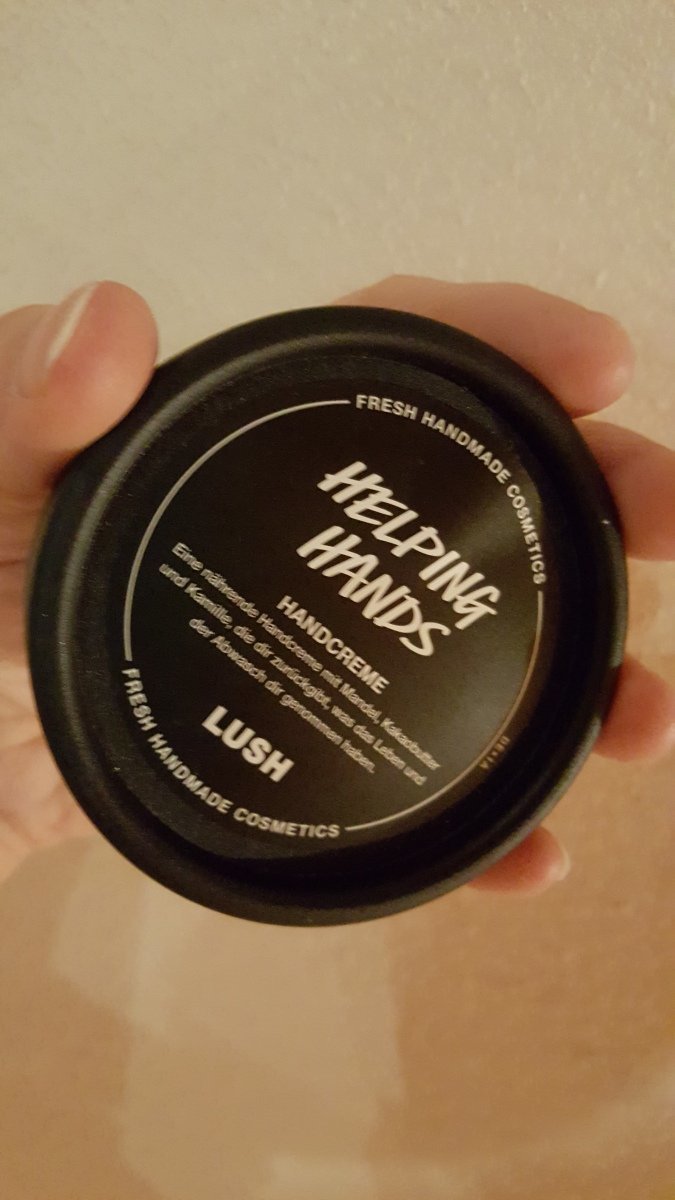 FRESH HANDMADE COSMETICS
HELPING
HANDS
HANDCREME
Eine nährende Handcreme mit Mandel, Kakaobutter
und Kamille, die dir zurückgibt, was das Leben und
der Abwasch dir genommen haben.
LUSH
FRESH HANDMADE COSMETICS